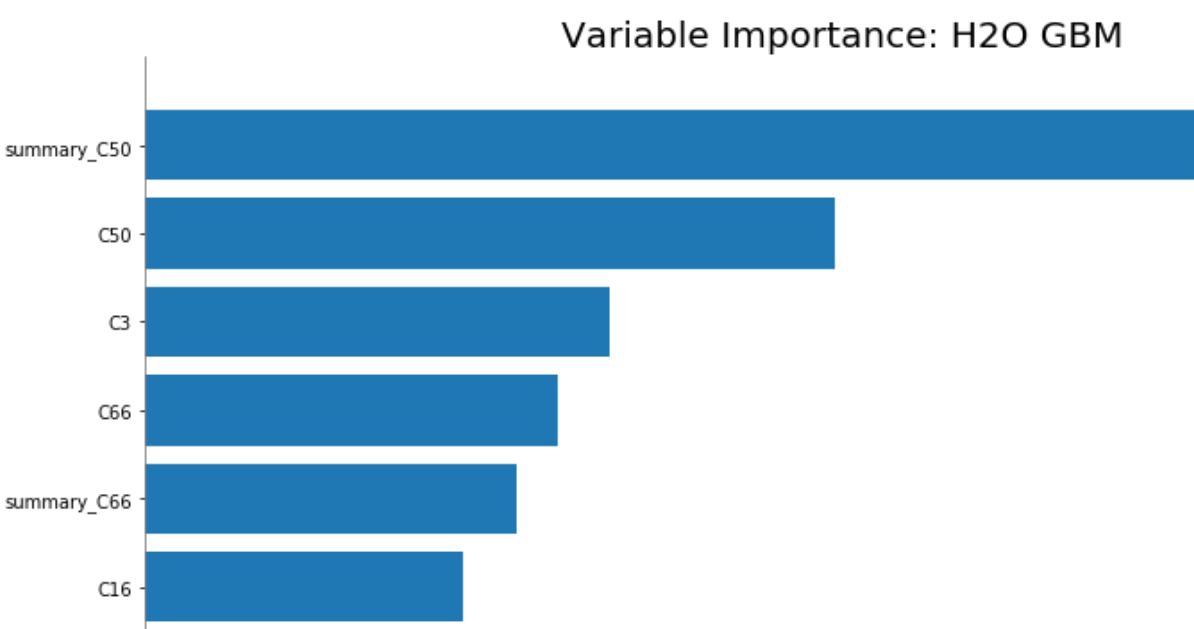 Variable Importance: H2O GBM
summary_C50
C50
C3
C66
summary_C66
C16